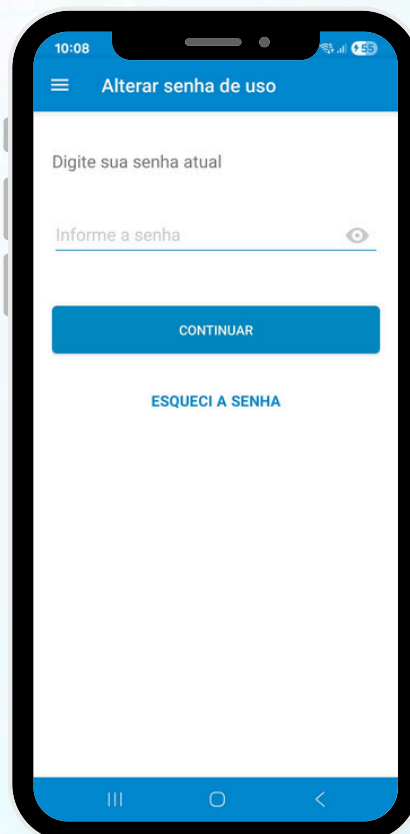 10:08
55
Alterar senha de uso
Digite sua senha atual
Informe a senha
CONTINUAR
ESQUECI A SENHA